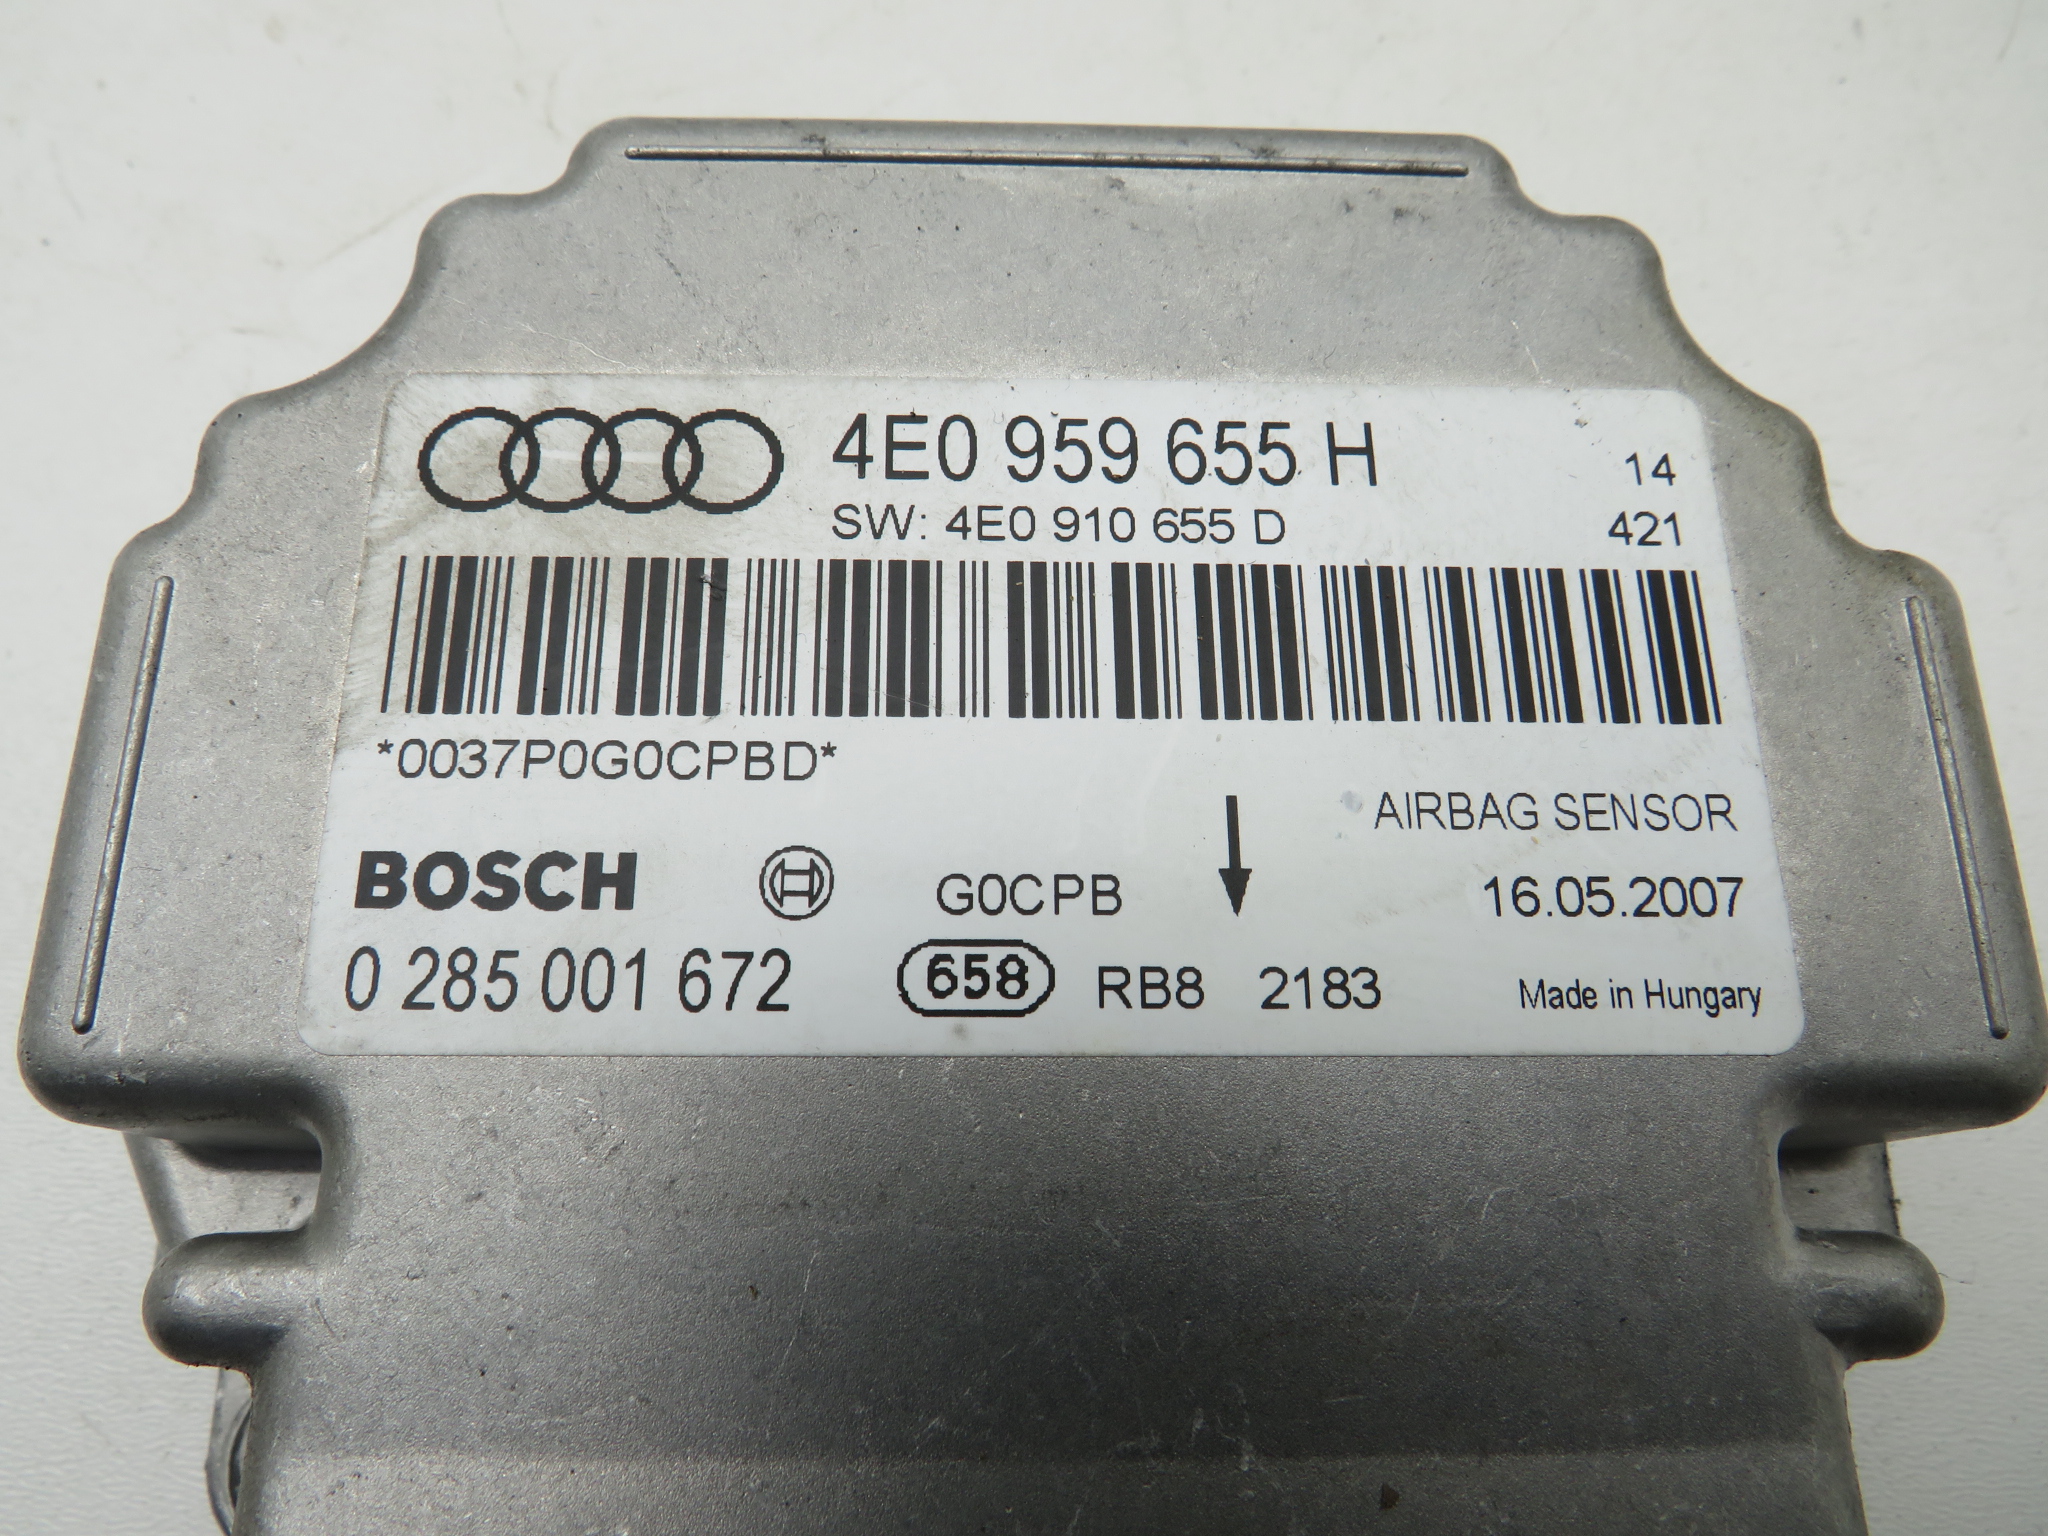 4E0 959 655 H 14
SW: 4E0 910 655 D 421
*0037P0G0CPBD*
AIRBAG SENSOR
BOSCH G0CPB 16.05.2007
0 285 001 672 658 RB8 2183 Made in Hungary